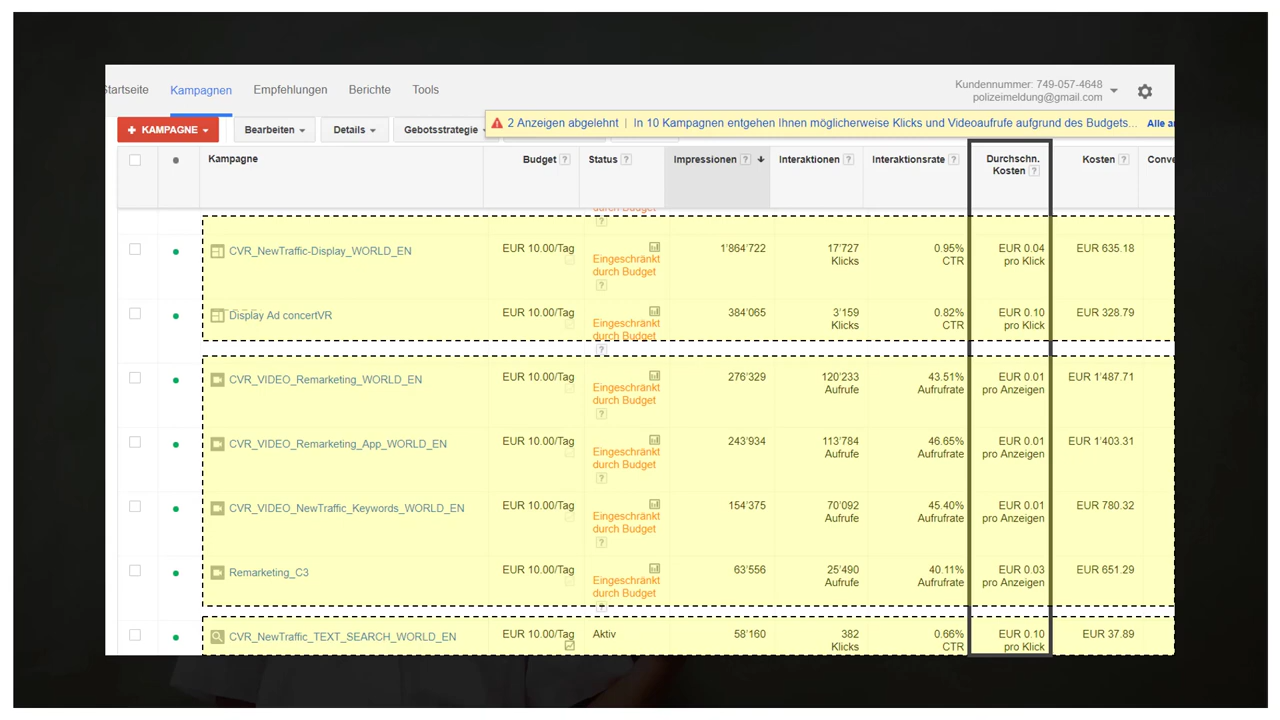 Startseite Kampagnen Empfehlungen Berichte Tools
Kundennummer: 749-057-4648
polizeimeldung@gmail.com
+ KAMPAGNE Bearbeiten Details Gebotsstrategie
2 Anzeigen abgelehnt | In 10 Kampagnen entgehen Ihnen möglicherweise Klicks und Videoaufrufe aufgrund des Budgets... Alle
Kampagne Budget ? Status ? Impressionen ? Interaktionen ? Interaktionsrate ? Durchschn. Kosten ? Kosten ? Conve
durch Budget
?
CVR_NewTraffic-Display_WORLD_EN EUR 10.00/Tag 1'864'722 17'727 0.95% EUR 0.04 EUR 635.18
Eingeschränkt Klicks CTR pro Klick
durch Budget
?
Display Ad concertVR EUR 10.00/Tag 384'065 3'159 0.82% EUR 0.10 EUR 328.79
Eingeschränkt Klicks CTR pro Klick
durch Budget
?
CVR_VIDEO_Remarketing_WORLD_EN EUR 10.00/Tag 276'329 120'233 43.51% EUR 0.01 EUR 1'487.71
Eingeschränkt Aufrufe Aufrufrate pro Anzeigen
durch Budget
?
CVR_VIDEO_Remarketing_App_WORLD_EN EUR 10.00/Tag 243'934 113'784 46.65% EUR 0.01 EUR 1'403.31
Eingeschränkt Aufrufe Aufrufrate pro Anzeigen
durch Budget
?
CVR_VIDEO_NewTraffic_Keywords_WORLD_EN EUR 10.00/Tag 154'375 70'092 45.40% EUR 0.01 EUR 780.32
Eingeschränkt Aufrufe Aufrufrate pro Anzeigen
durch Budget
?
Remarketing_C3 EUR 10.00/Tag 63'556 25'490 40.11% EUR 0.03 EUR 651.29
Eingeschränkt Aufrufe Aufrufrate pro Anzeigen
durch Budget
?
CVR_NewTraffic_TEXT_SEARCH_WORLD_EN EUR 10.00/Tag Aktiv 58'160 382 0.66% EUR 0.10 EUR 37.89
Klicks CTR pro Klick